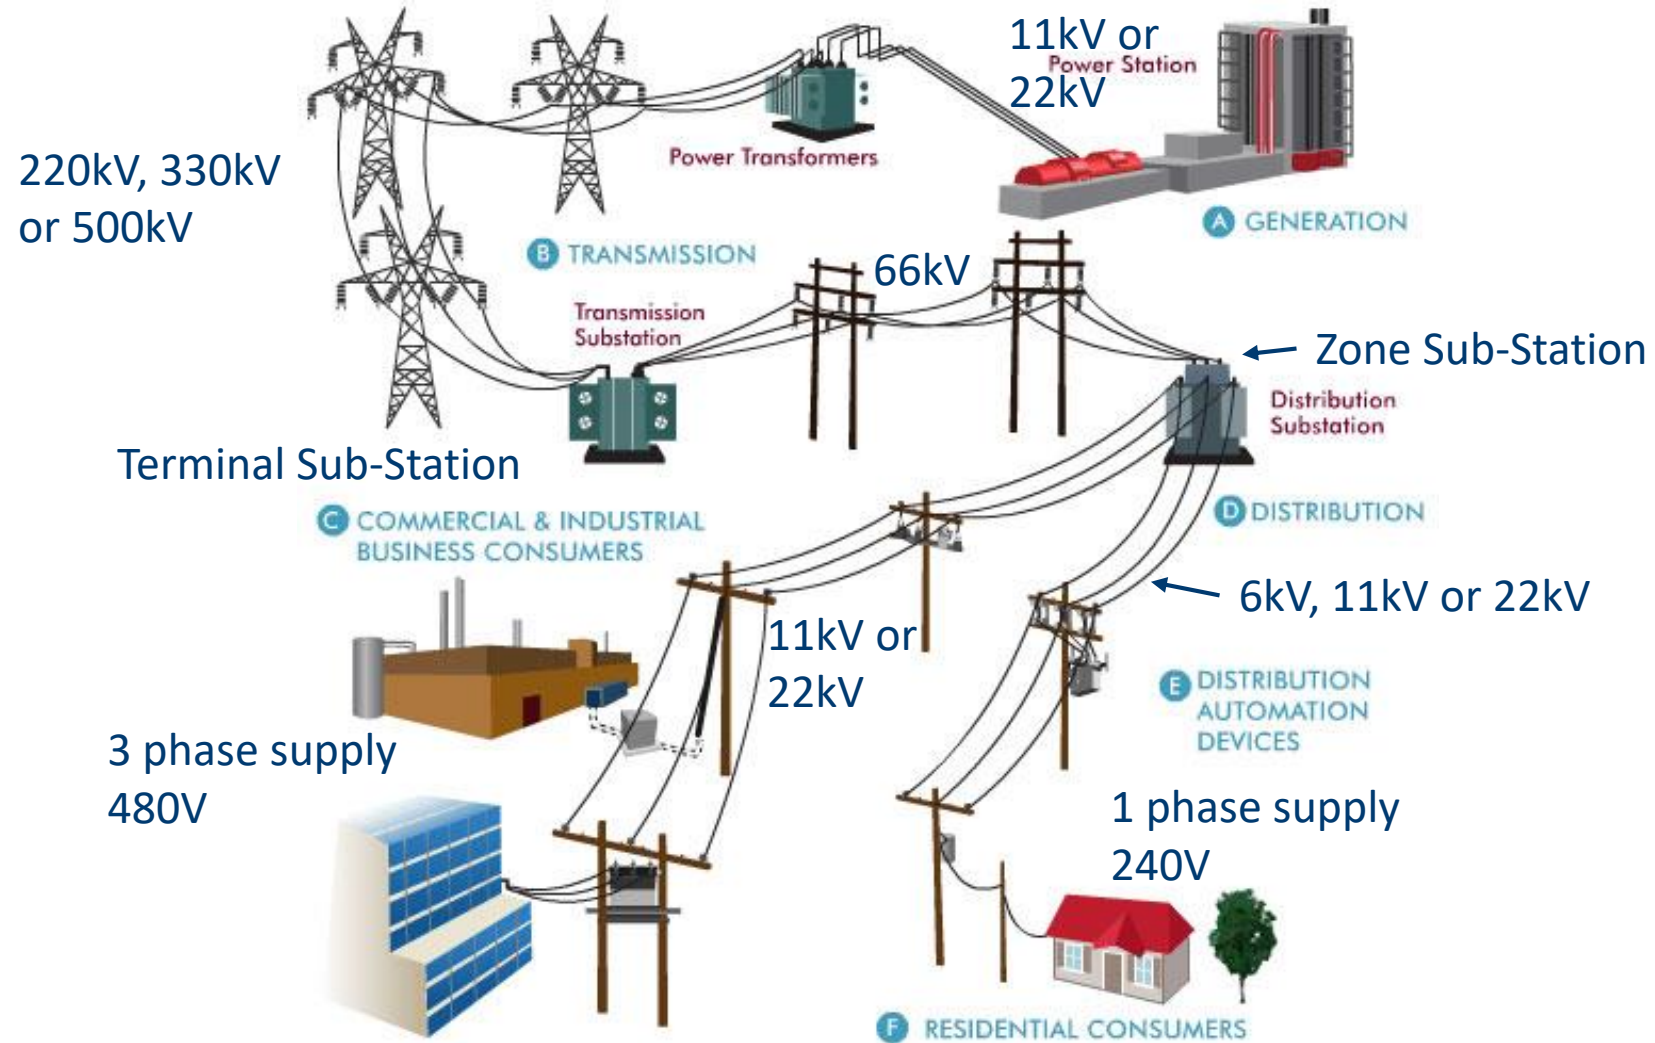 11kV or
Power Station
22kV
220kV, 330kV
or 500kV
Power Transformers
A GENERATION
B TRANSMISSION
66kV
Transmission
Substation
Zone Sub-Station
Distribution
Substation
Terminal Sub-Station
C COMMERCIAL & INDUSTRIAL
BUSINESS CONSUMERS
D DISTRIBUTION
6kV, 11kV or 22kV
11kV or
22kV
E DISTRIBUTION
AUTOMATION
DEVICES
3 phase supply
480V
1 phase supply
240V
F RESIDENTIAL CONSUMERS